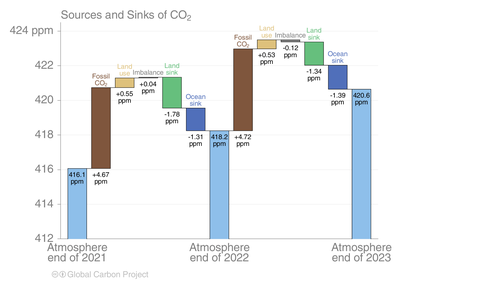 Sources and Sinks of CO2
424 ppm
422
420
418
416
414
412
416.1
ppm
Fossil
CO2
+4.67
ppm
Land
use
+0.55
ppm
Imbalance
+0.04
ppm
Land
sink
-1.78
ppm
Ocean
sink
-1.31
ppm
418.2
ppm
Fossil
CO2
+4.72
ppm
Land
use
+0.53
ppm
Imbalance
-0.12
ppm
Land
sink
-1.34
ppm
Ocean
sink
-1.39
ppm
420.6
ppm
Atmosphere
end of 2021
Atmosphere
end of 2022
Atmosphere
end of 2023
Global Carbon Project